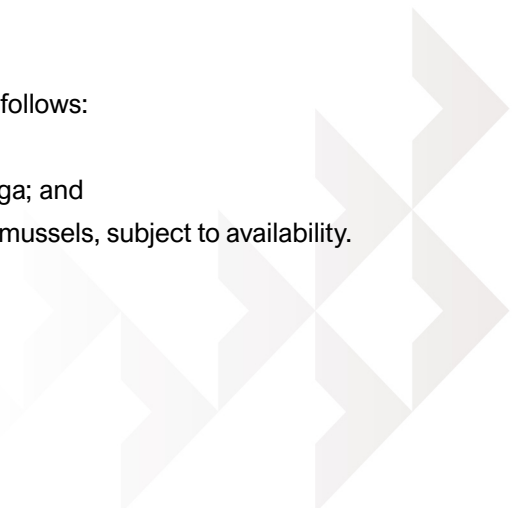 follows:
ga; and
mussels, subject to availability.